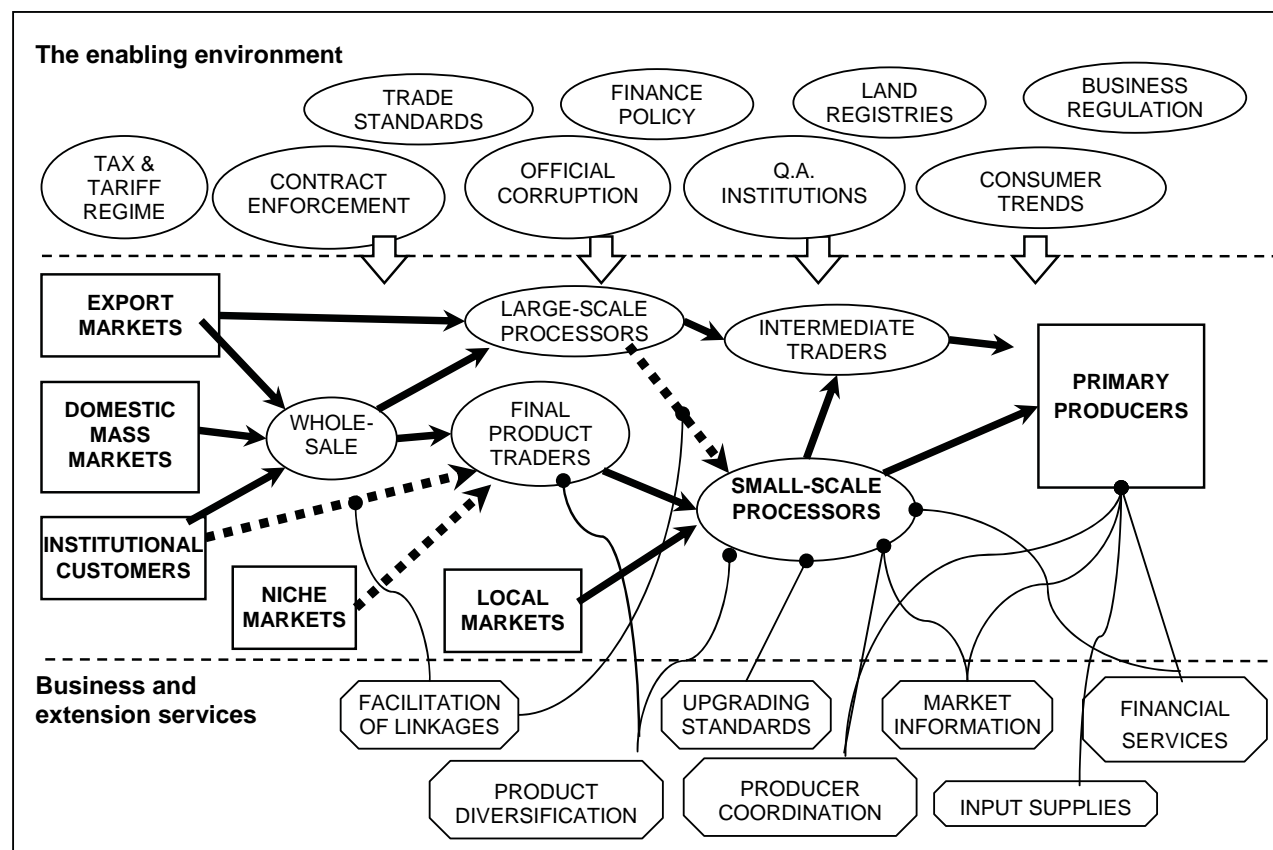 The enabling environment
TRADE
STANDARDS
FINANCE
POLICY
LAND
REGISTRIES
BUSINESS
REGULATION
TAX &
TARIFF
REGIME
CONTRACT
ENFORCEMENT
OFFICIAL
CORRUPTION
Q.A.
INSTITUTIONS
CONSUMER
TRENDS
EXPORT
MARKETS
LARGE-SCALE
PROCESSORS
INTERMEDIATE
TRADERS
PRIMARY
PRODUCERS
DOMESTIC
MASS
MARKETS
WHOLE-
SALE
FINAL
PRODUCT
TRADERS
SMALL-SCALE
PROCESSORS
INSTITUTIONAL
CUSTOMERS
NICHE
MARKETS
LOCAL
MARKETS
Business and
extension services
FACILITATION
OF LINKAGES
UPGRADING
STANDARDS
MARKET
INFORMATION
FINANCIAL
SERVICES
PRODUCT
DIVERSIFICATION
PRODUCER
COORDINATION
INPUT SUPPLIES